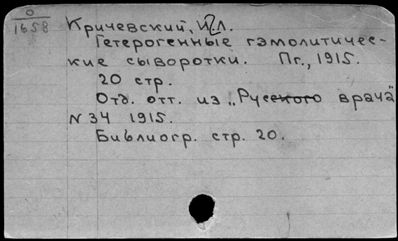 0
1658
Кричевский, И.Л.
Гетерогенные гэмолитичес-
кие сыворотки. Пг., 1915.
20 стр.
Отд. отт. из „Русского врача"
N 34 1915.
Библиогр. стр. 20.